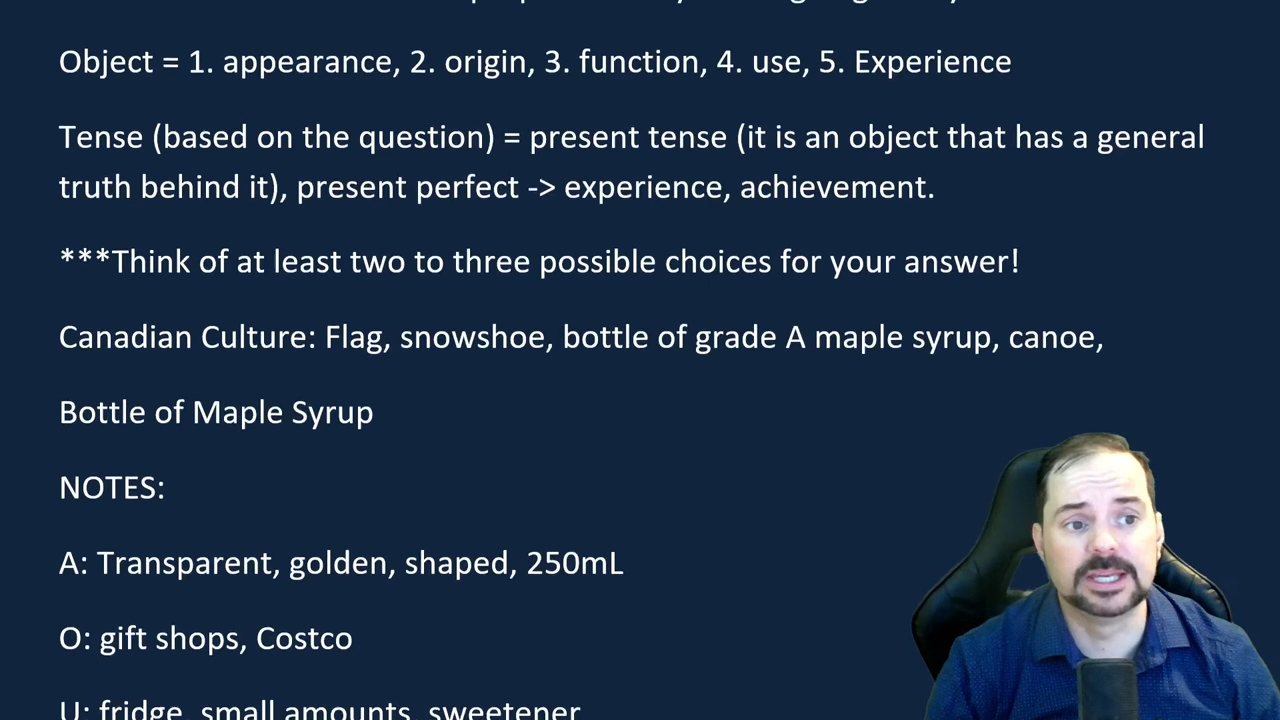 Object = 1. appearance, 2. origin, 3. function, 4. use, 5. Experience
Tense (based on the question) = present tense (it is an object that has a general
truth behind it), present perfect -> experience, achievement.
***Think of at least two to three possible choices for your answer!
Canadian Culture: Flag, snowshoe, bottle of grade A maple syrup, canoe,
Bottle of Maple Syrup
NOTES:
A: Transparent, golden, shaped, 250mL
O: gift shops, Costco
U: fridge, small amounts, sweetener